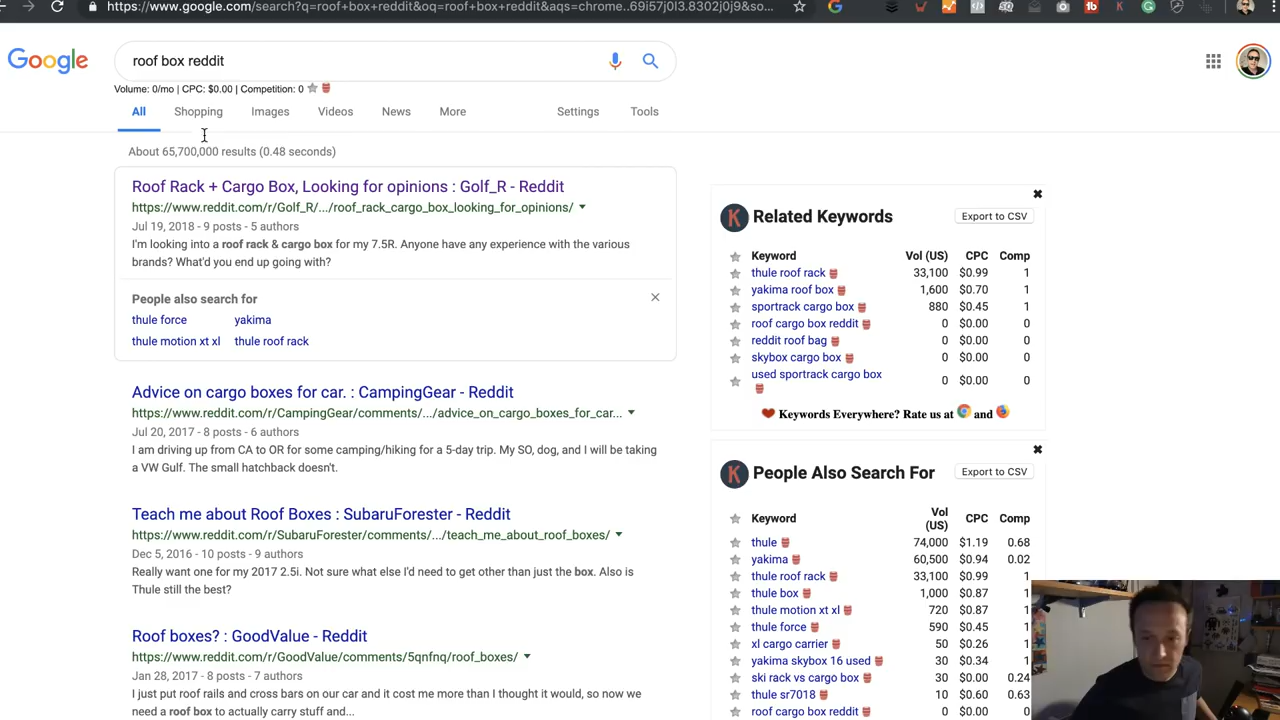 https://www.google.com/search?q=roof+box+reddit&oq=roof+box+reddit&aqs=chrome..69i57j0l3.8302j0j9&so...
Google
roof box reddit
Volume: 0/mo | CPC: $0.00 | Competition: 0
All Shopping Images Videos News More Settings Tools
About 65,700,000 results (0.48 seconds)
Roof Rack + Cargo Box, Looking for opinions : Golf_R - Reddit
https://www.reddit.com/r/Golf_R/.../roof_rack_cargo_box_looking_for_opinions/
Jul 19, 2018 - 9 posts - 5 authors
I'm looking into a roof rack & cargo box for my 7.5R. Anyone have any experience with the various
brands? What'd you end up going with?
People also search for
thule force yakima
thule motion xt xl thule roof rack
Advice on cargo boxes for car. : CampingGear - Reddit
https://www.reddit.com/r/CampingGear/comments/.../advice_on_cargo_boxes_for_car...
Jul 20, 2017 - 8 posts - 6 authors
I am driving up from CA to OR for some camping/hiking for a 5-day trip. My SO, dog, and I will be taking
a VW Gulf. The small hatchback doesn't.
Teach me about Roof Boxes : SubaruForester - Reddit
https://www.reddit.com/r/SubaruForester/comments/.../teach_me_about_roof_boxes/
Dec 5, 2016 - 10 posts - 9 authors
Really want one for my 2017 2.5i. Not sure what else I'd need to get other than just the box. Also is
Thule still the best?
Roof boxes? : GoodValue - Reddit
https://www.reddit.com/r/GoodValue/comments/5qnfnq/roof_boxes/
Jan 28, 2017 - 8 posts - 7 authors
I just put roof rails and cross bars on our car and it cost me more than I thought it would, so now we
need a roof box to actually carry stuff and...
Related Keywords Export to CSV
Keyword Vol (US) CPC Comp
thule roof rack 33,100 $0.99 1
yakima roof box 1,600 $0.70 1
sportrack cargo box 880 $0.45 1
roof cargo box reddit 0 $0.00 0
reddit roof bag 0 $0.00 0
skybox cargo box 0 $0.00 0
used sportrack cargo box 0 $0.00 0
Keywords Everywhere? Rate us at and
People Also Search For Export to CSV
Keyword Vol (US) CPC Comp
thule 74,000 $1.19 0.68
yakima 60,500 $0.94 0.02
thule roof rack 33,100 $0.99 1
thule box 1,000 $0.87 1
thule motion xt xl 720 $0.87 1
thule force 590 $0.45 1
xl cargo carrier 50 $0.26 1
yakima skybox 16 used 30 $0.34 1
ski rack vs cargo box 30 $0.00 0.24
thule sr7018 10 $0.60 0.63
roof cargo box reddit 0 $0.00 0